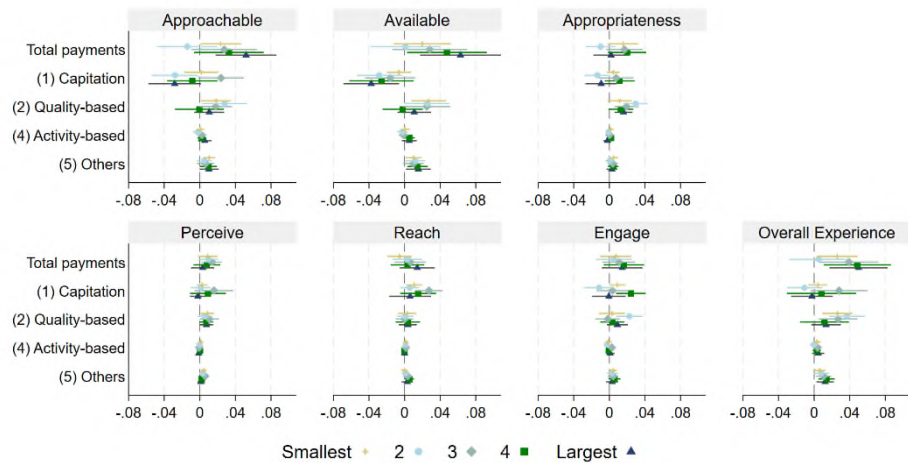 Approachable Available Appropriateness
Total payments
(1) Capitation
(2) Quality-based
(4) Activity-based
(5) Others
-.08 -.04 0 .04 .08 -.08 -.04 0 .04 .08 -.08 -.04 0 .04 .08
Perceive Reach Engage Overall Experience
Total payments
(1) Capitation
(2) Quality-based
(4) Activity-based
(5) Others
-.08 -.04 0 .04 .08 -.08 -.04 0 .04 .08 -.08 -.04 0 .04 .08 -.08 -.04 0 .04 .08
Smallest 2 3 4 Largest